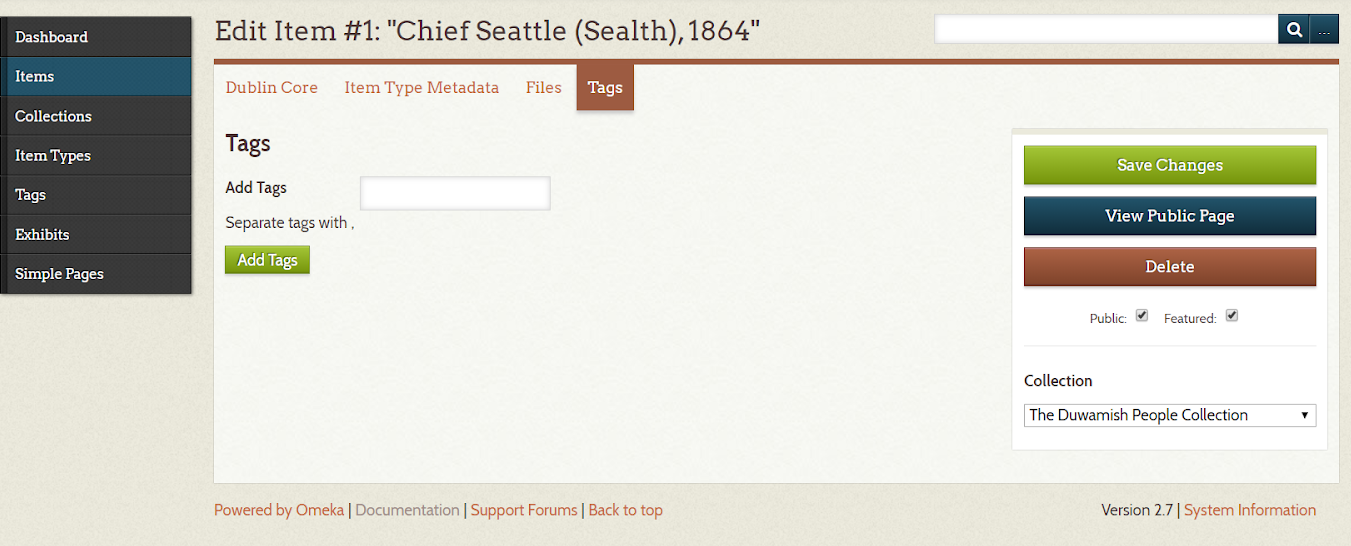 Dashboard
Items
Collections
Item Types
Tags
Exhibits
Simple Pages
Edit Item #1: "Chief Seattle (Sealth), 1864"
...
Dublin Core
Item Type Metadata
Files
Tags
Tags
Add Tags
Separate tags with ,
Add Tags
Save Changes
View Public Page
Delete
Public: Featured:
Collection
The Duwamish People Collection
Powered by Omeka | Documentation | Support Forums | Back to top
Version 2.7 | System Information